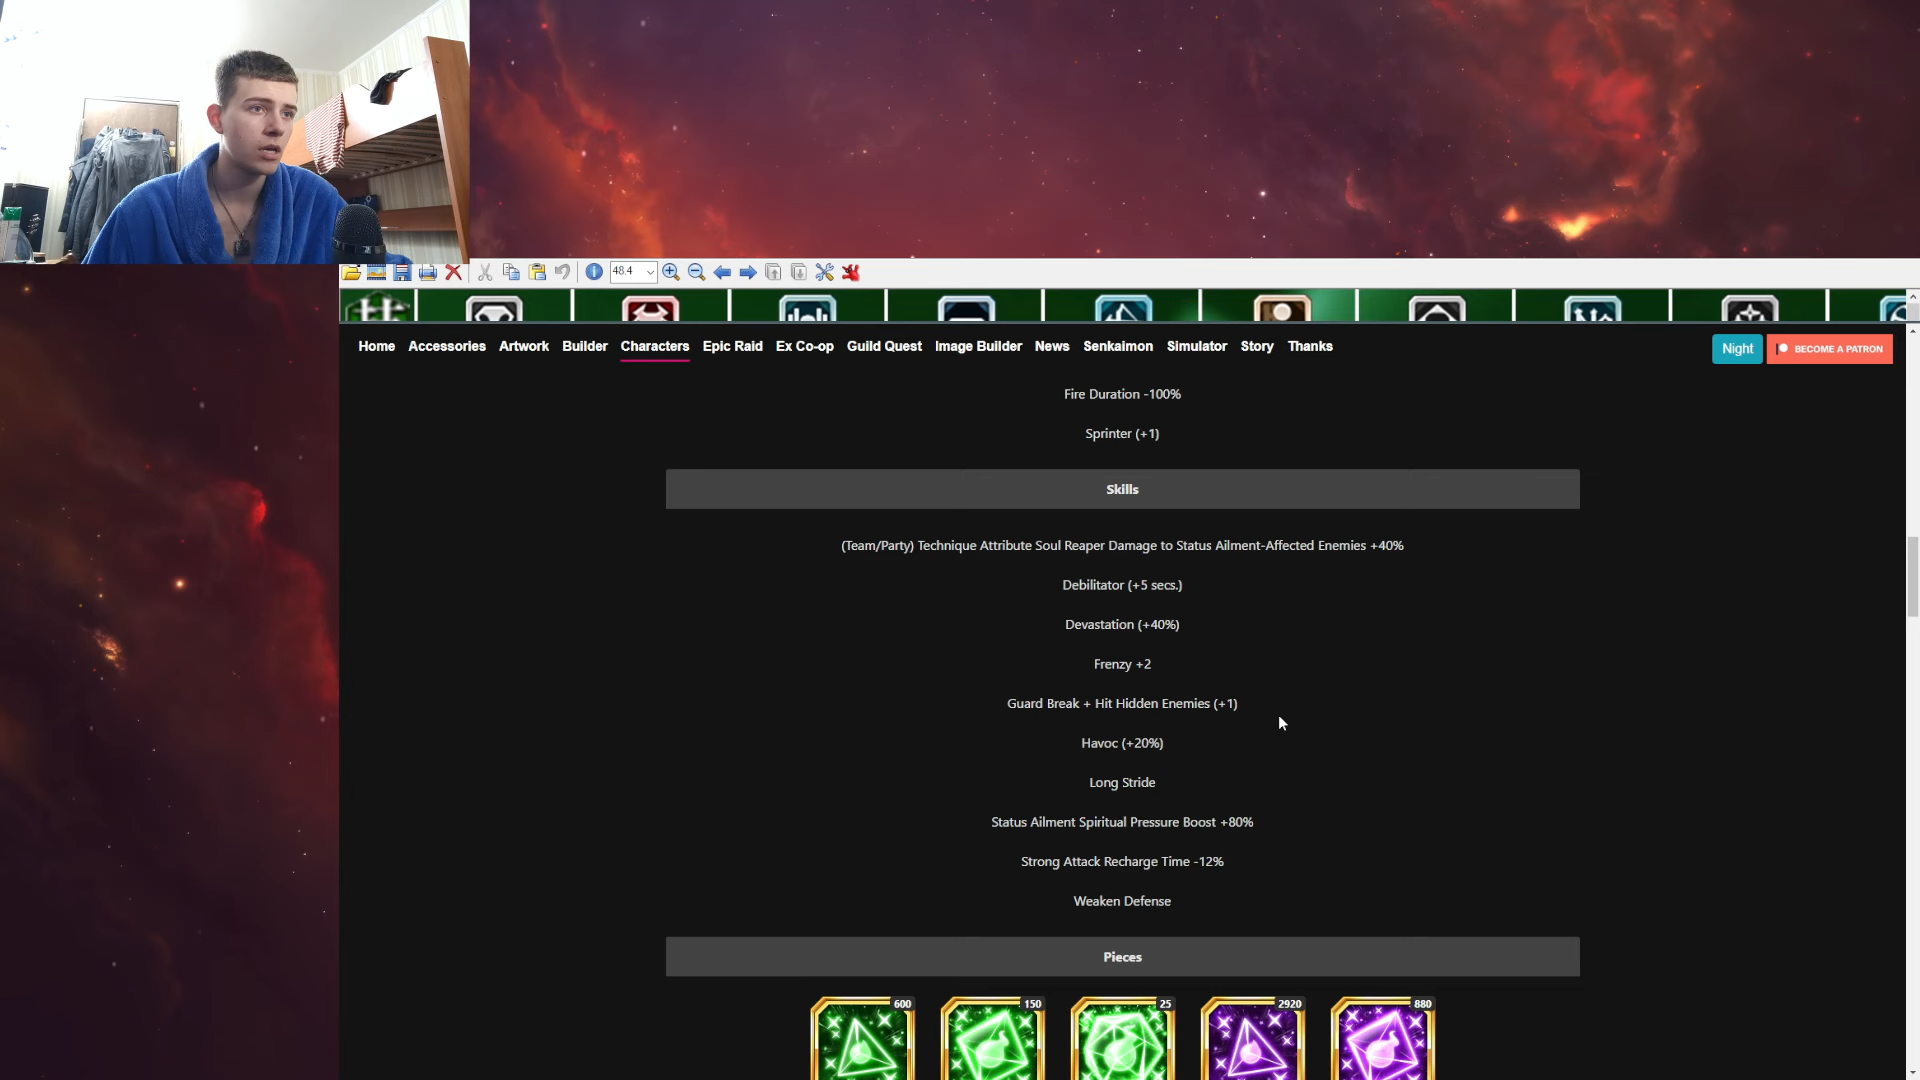 48.4
Home Accessories Artwork Builder Characters Epic Raid Ex Co-op Guild Quest Image Builder News Senkaimon Simulator Story Thanks
Night BECOME A PATRON
Fire Duration -100%
Sprinter (+1)
Skills
(Team/Party) Technique Attribute Soul Reaper Damage to Status Ailment-Affected Enemies +40%
Debilitator (+5 secs.)
Devastation (+40%)
Frenzy +2
Guard Break + Hit Hidden Enemies (+1)
Havoc (+20%)
Long Stride
Status Ailment Spiritual Pressure Boost +80%
Strong Attack Recharge Time -12%
Weaken Defense
Pieces
600 150 25 2920 880